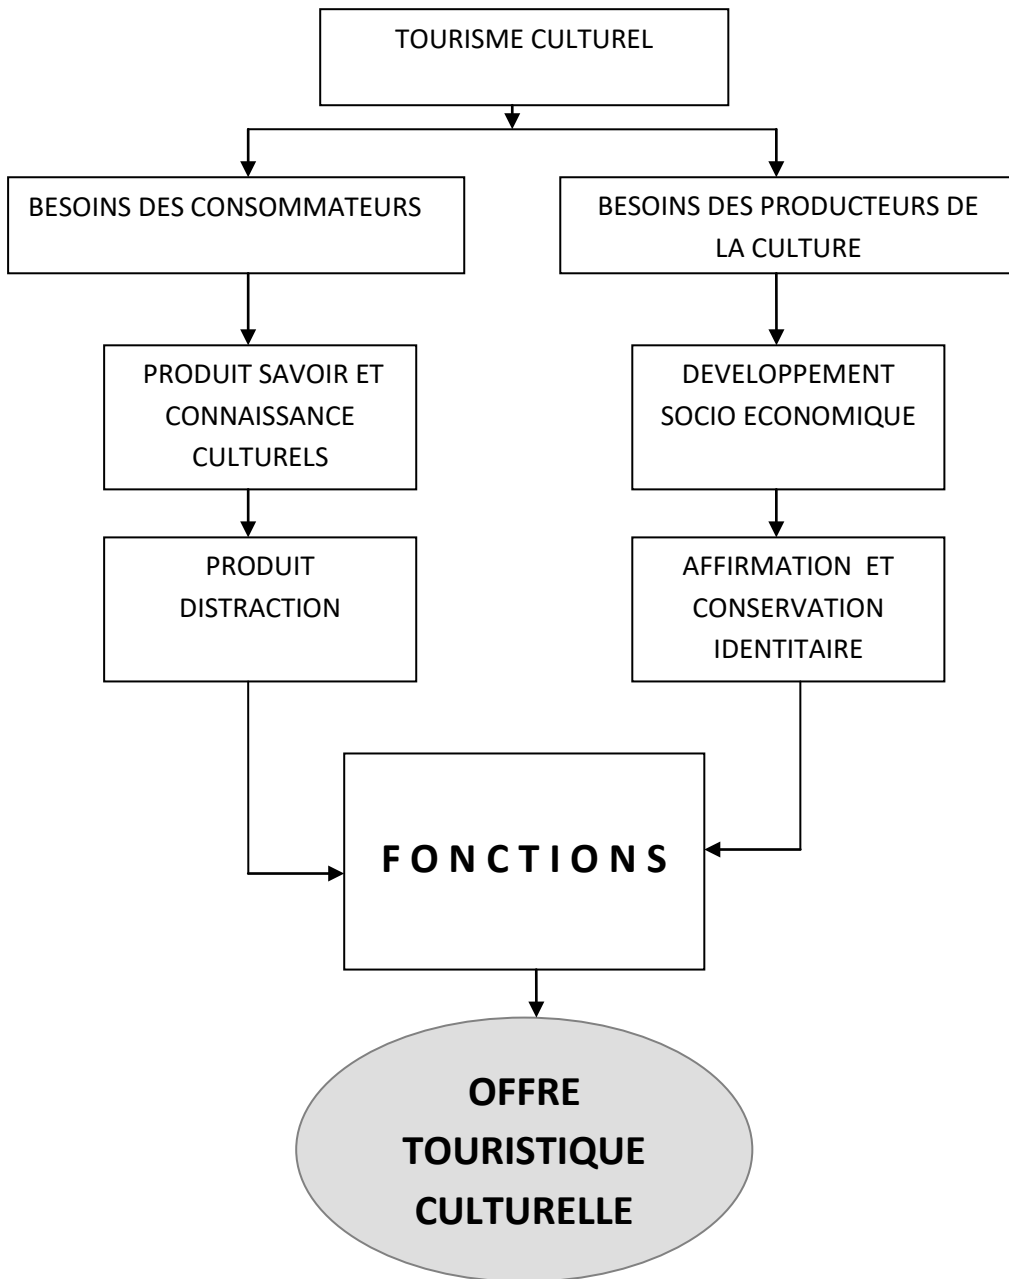 TOURISME CULTUREL
BESOINS DES CONSOMMATEURS
BESOINS DES PRODUCTEURS DE
LA CULTURE
PRODUIT SAVOIR ET
CONNAISSANCE
CULTURELS
DEVELOPPEMENT
SOCIO ECONOMIQUE
PRODUIT
DISTRACTION
AFFIRMATION ET
CONSERVATION
IDENTITAIRE
F O N C T I O N S
OFFRE
TOURISTIQUE
CULTURELLE